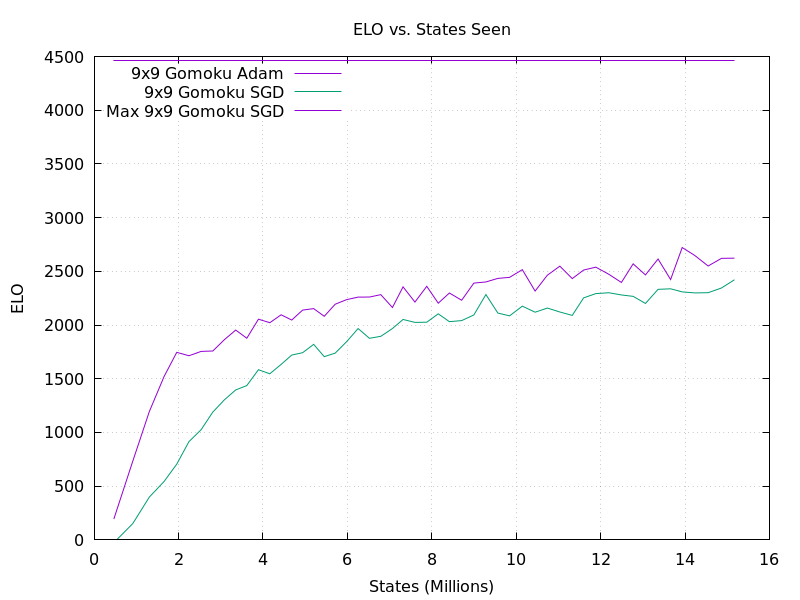 ELO vs. States Seen
4500
4000
3500
3000
2500
2000
1500
1000
500
0
ELO
9x9 Gomoku Adam
9x9 Gomoku SGD
Max 9x9 Gomoku SGD
0 2 4 6 8 10 12 14 16
States (Millions)